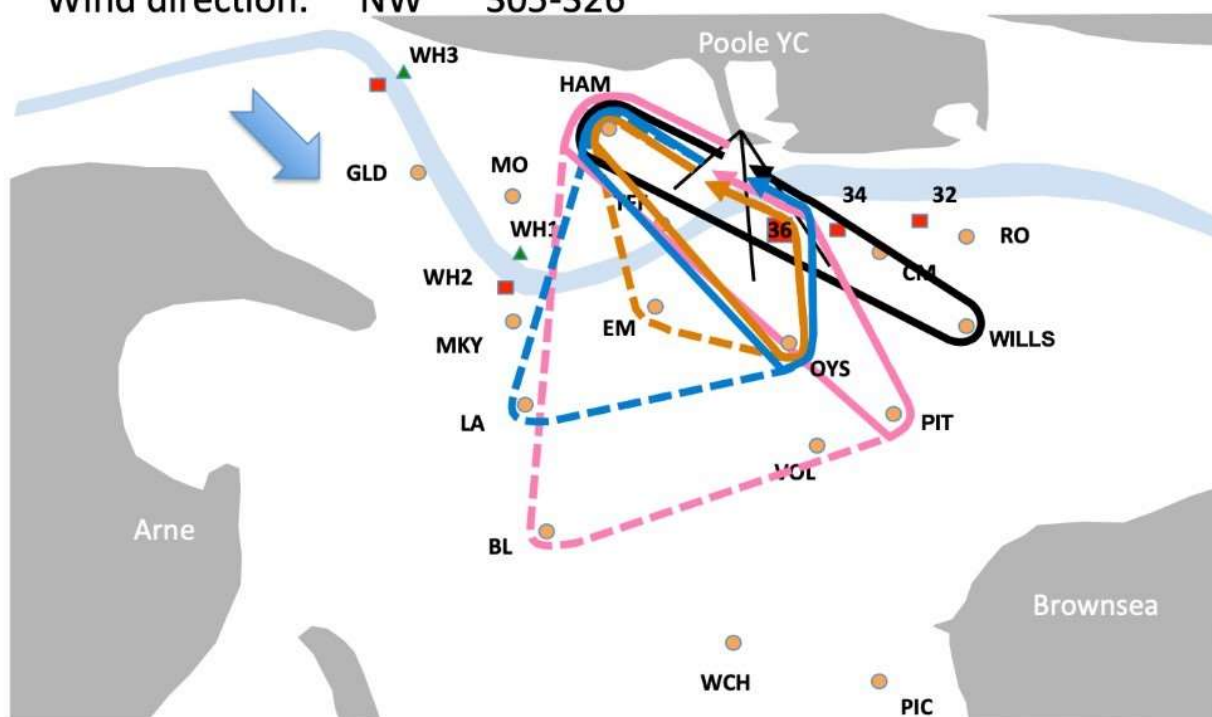 Wind direction: NW 305-326
Poole YC
WH3
HAM
GLD
MO
34
32
WH1
36
RO
WH2
CM
EM
MKY
WILLS
OYS
LA
PIT
VOL
Arne
BL
Brownsea
WCH
PIC